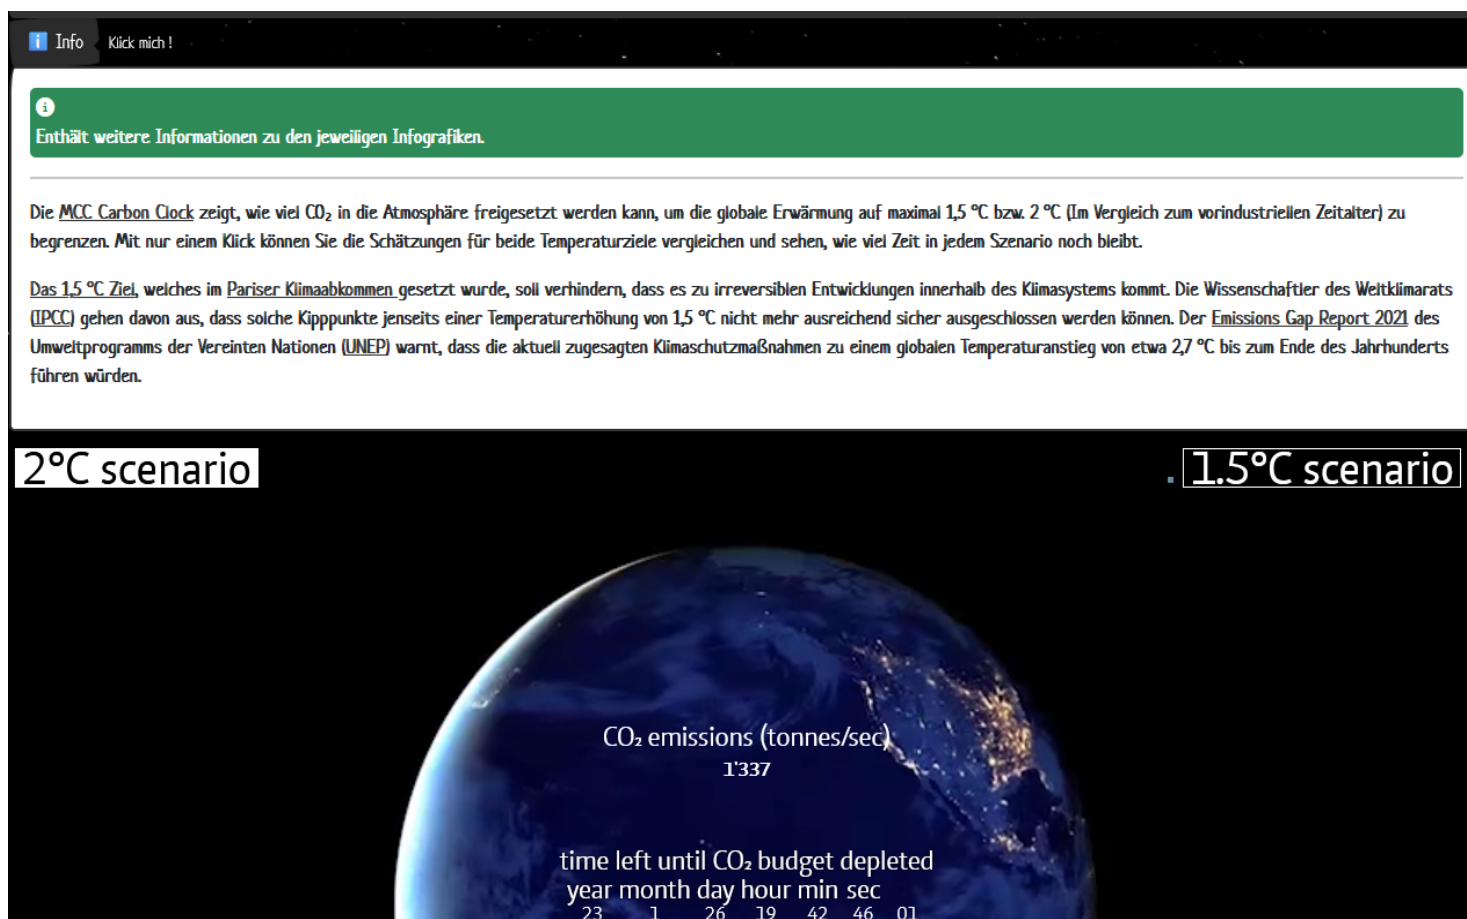 Info Klick mich !
Enthält weitere Informationen zu den jeweiligen Infografiken.
Die MCC Carbon Clock zeigt, wie viel CO₂ in die Atmosphäre freigesetzt werden kann, um die globale Erwärmung auf maximal 1,5 °C bzw. 2 °C (Im Vergleich zum vorindustriellen Zeitalter) zu
begrenzen. Mit nur einem Klick können Sie die Schätzungen für beide Temperaturziele vergleichen und sehen, wie viel Zeit in jedem Szenario noch bleibt.
Das 1,5 °C Ziel, welches im Pariser Klimaabkommen gesetzt wurde, soll verhindern, dass es zu irreversiblen Entwicklungen innerhalb des Klimasystems kommt. Die Wissenschaftler des Weltklimarats
(IPCC) gehen davon aus, dass solche Kipppunkte jenseits einer Temperaturerhöhung von 1,5 °C nicht mehr ausreichend sicher ausgeschlossen werden können. Der Emissions Gap Report 2021 des
Umweltprogramms der Vereinten Nationen (UNEP) warnt, dass die aktuell zugesagten Klimaschutzmaßnahmen zu einem globalen Temperaturanstieg von etwa 2,7 °C bis zum Ende des Jahrhunderts
führen würden.
2°C scenario 1.5°C scenario
CO₂ emissions (tonnes/sec)
1'337
time left until CO₂ budget depleted
year month day hour min sec
23 1 26 19 42 46 01